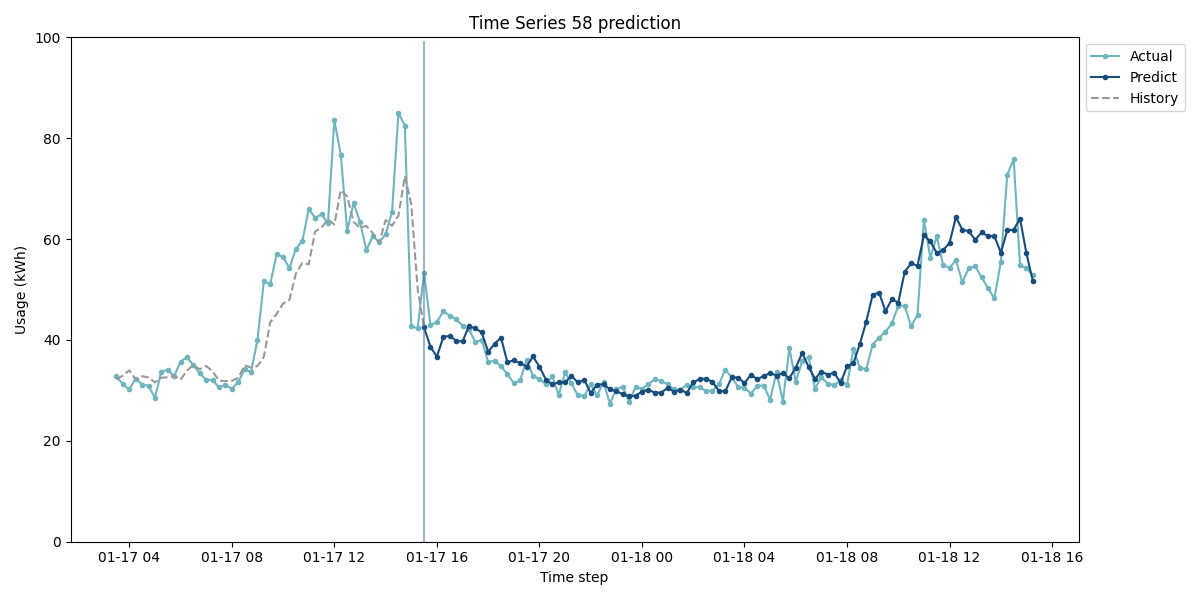 Time Series 58 prediction
Usage (kWh)
100
80
60
40
20
0
01-17 04
01-17 08
01-17 12
01-17 16
01-17 20
01-18 00
01-18 04
01-18 08
01-18 12
01-18 16
Time step
Actual
Predict
History